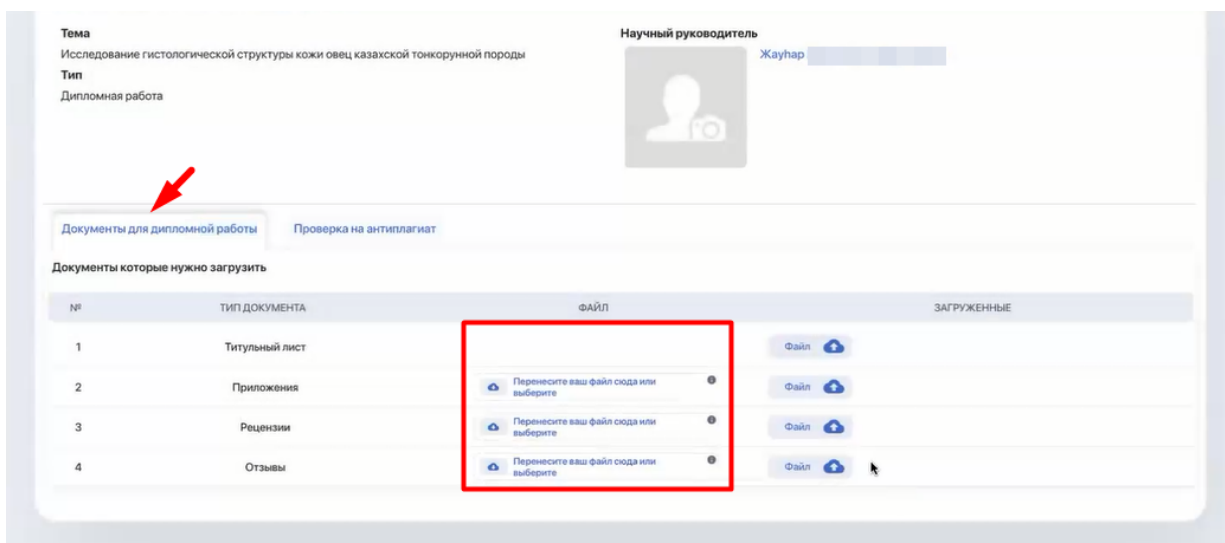 Тема
Исследование гистологической структуры кожи овец казахской тонкорунной породы
Тип
Дипломная работа
Научный руководитель
Жауhар
Документы для дипломной работы
Проверка на антиплагиат
Документы которые нужно загрузить
№ ТИП ДОКУМЕНТА ФАЙЛ ЗАГРУЖЕННЫЕ
1 Титульный лист Файл
2 Приложения Перенесите ваш файл сюда или
выберите Файл
3 Рецензии Перенесите ваш файл сюда или
выберите Файл
4 Отзывы Перенесите ваш файл сюда или
выберите Файл